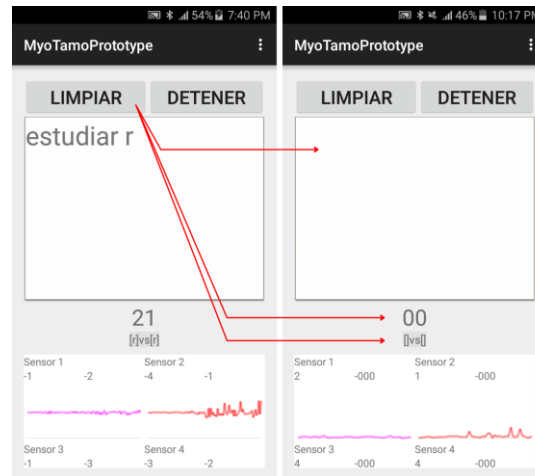 54% 7:40 PM
MyoTamoPrototype
LIMPIAR DETENER
estudiar r
21
[r]vs[r]
Sensor 1 Sensor 2
-1 -2 -4 -1
Sensor 3 Sensor 4
-1 -3 -3 -2
46% 10:17 PM
MyoTamoPrototype
LIMPIAR DETENER
00
[]vs[]
Sensor 1 Sensor 2
2 -000 1 -000
Sensor 3 Sensor 4
4 -000 4 -000